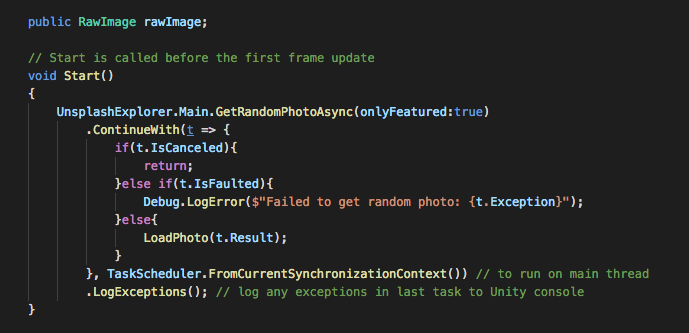 public RawImage rawImage;
// Start is called before the first frame update
void Start()
{
UnsplashExplorer.Main.GetRandomPhotoAsync(onlyFeatured:true)
.ContinueWith(t => {
if(t.IsCanceled){
return;
}else if(t.IsFaulted){
Debug.LogError($"Failed to get random photo: {t.Exception}");
}else{
LoadPhoto(t.Result);
}
}, TaskScheduler.FromCurrentSynchronizationContext()) // to run on main thread
.LogExceptions(); // log any exceptions in last task to Unity console
}